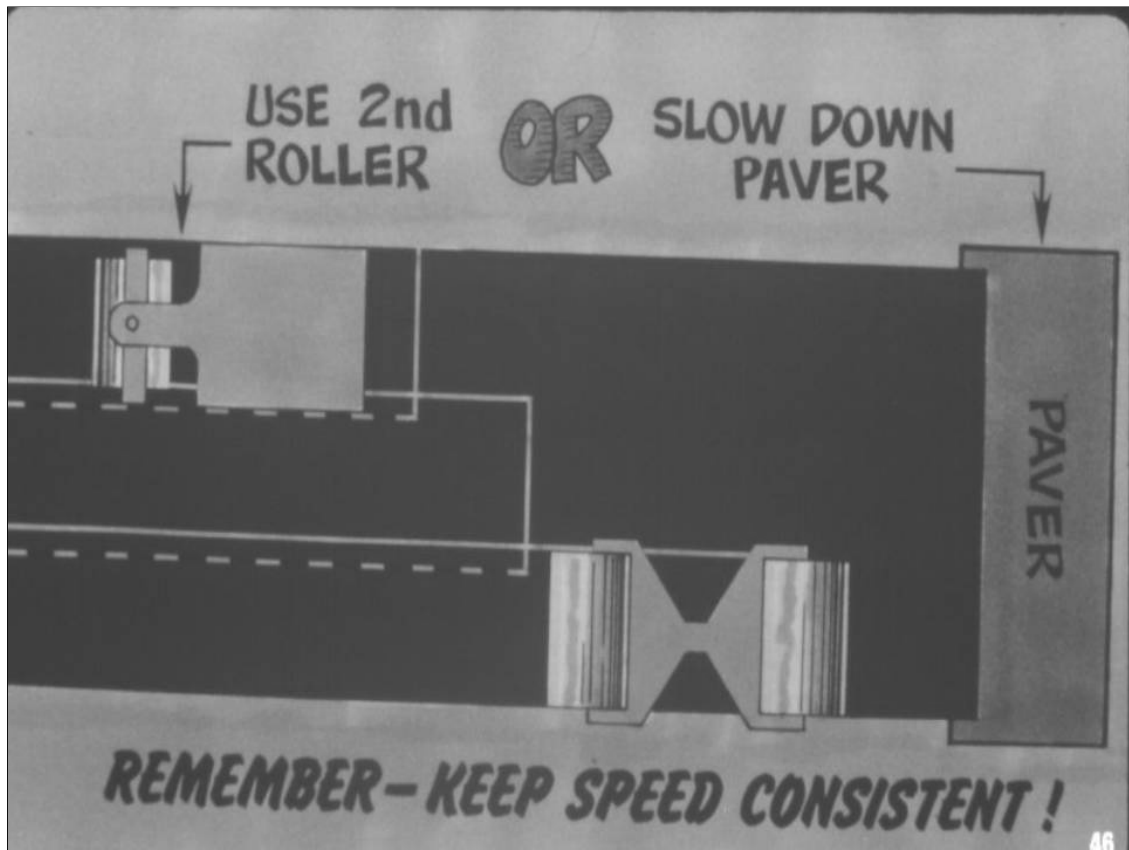 USE 2nd
ROLLER
OR
SLOW DOWN
PAVER
PAVER
REMEMBER – KEEP SPEED CONSISTENT!
46